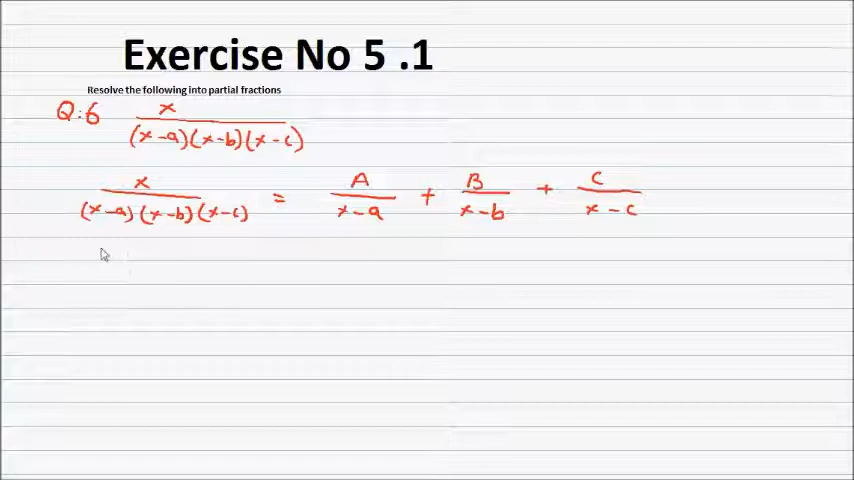 Exercise No 5 .1
Resolve the following into partial fractions
Q:6 x/(x-a)(x-b)(x-c)
x/(x-a)(x-b)(x-c) = A/x-a + B/x-b + C/x-c